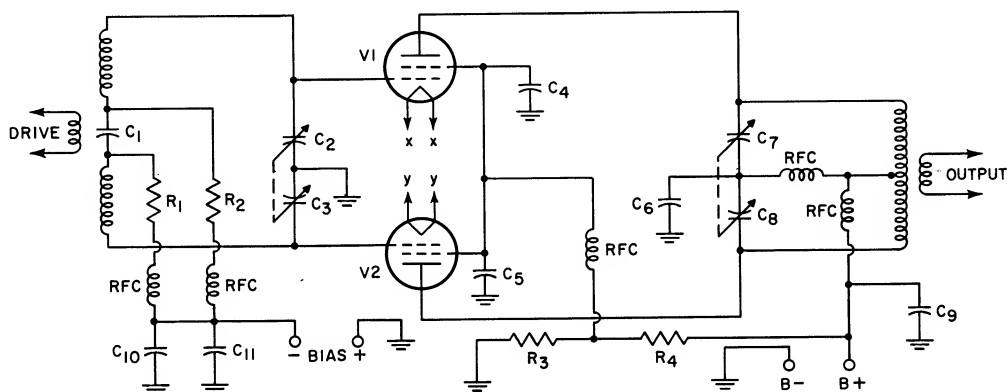 V1
C4
DRIVE
C1
C2
x x
C7
RFC
OUTPUT
R1
R2
C3
y y
C6
C8
RFC
V2
C5
RFC
RFC
RFC
C9
C10
C11
- BIAS +
R3
R4
B-
B+